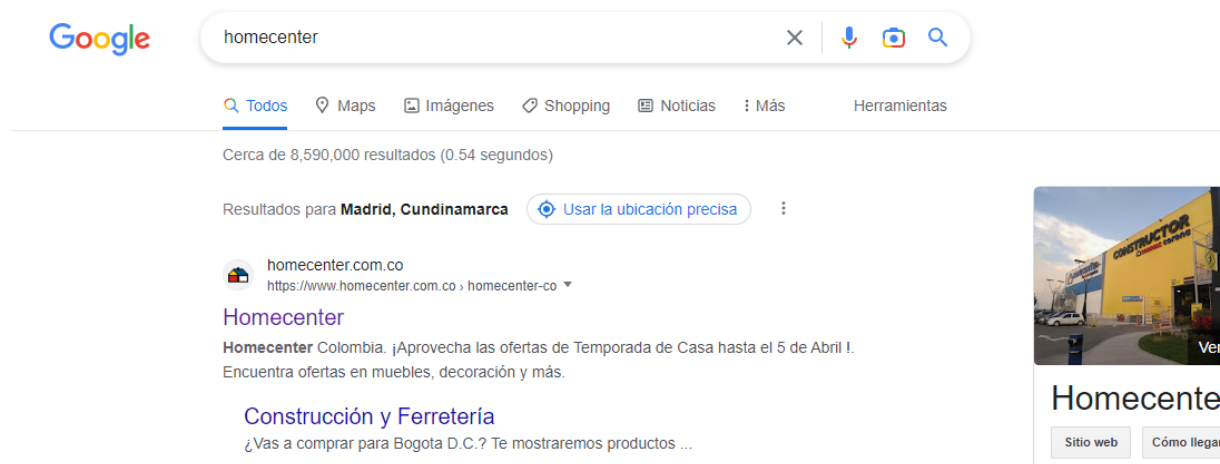 Google
homecenter
Todos Maps Imágenes Shopping Noticias Más Herramientas
Cerca de 8,590,000 resultados (0.54 segundos)
Resultados para Madrid, Cundinamarca Usar la ubicación precisa
homecenter.com.co
https://www.homecenter.com.co › homecenter-co
Homecenter
Homecenter Colombia. ¡Aprovecha las ofertas de Temporada de Casa hasta el 5 de Abril !.
Encuentra ofertas en muebles, decoración y más.
Construcción y Ferretería
¿Vas a comprar para Bogota D.C.? Te mostraremos productos ...
CONSTRUCTOR
corona
Ver
Homecente
Sitio web Cómo llegar